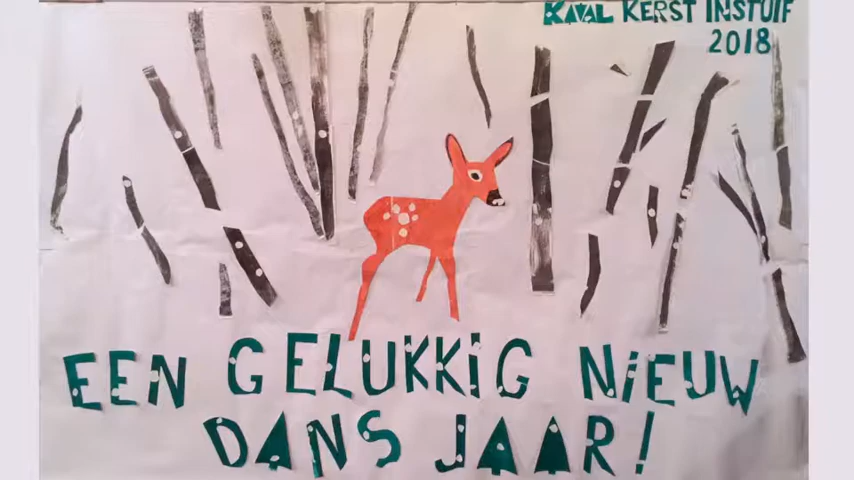 KAVAL KERST INSTUIF
2018
EEN GELUKKIG NiEUW
DANS JAAR!